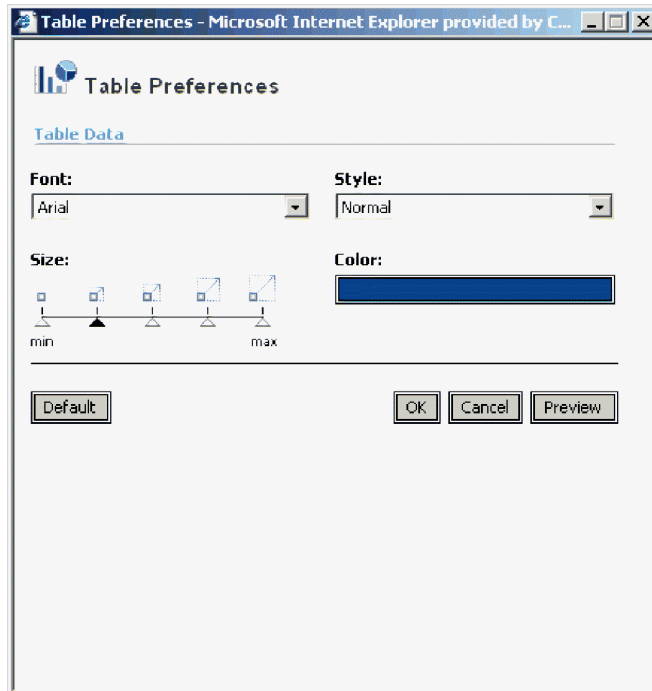 Table Preferences - Microsoft Internet Explorer provided by C...
Table Preferences
Table Data
Font:
Style:
Arial
Normal
Size:
Color:
min
max
Default
OK
Cancel
Preview